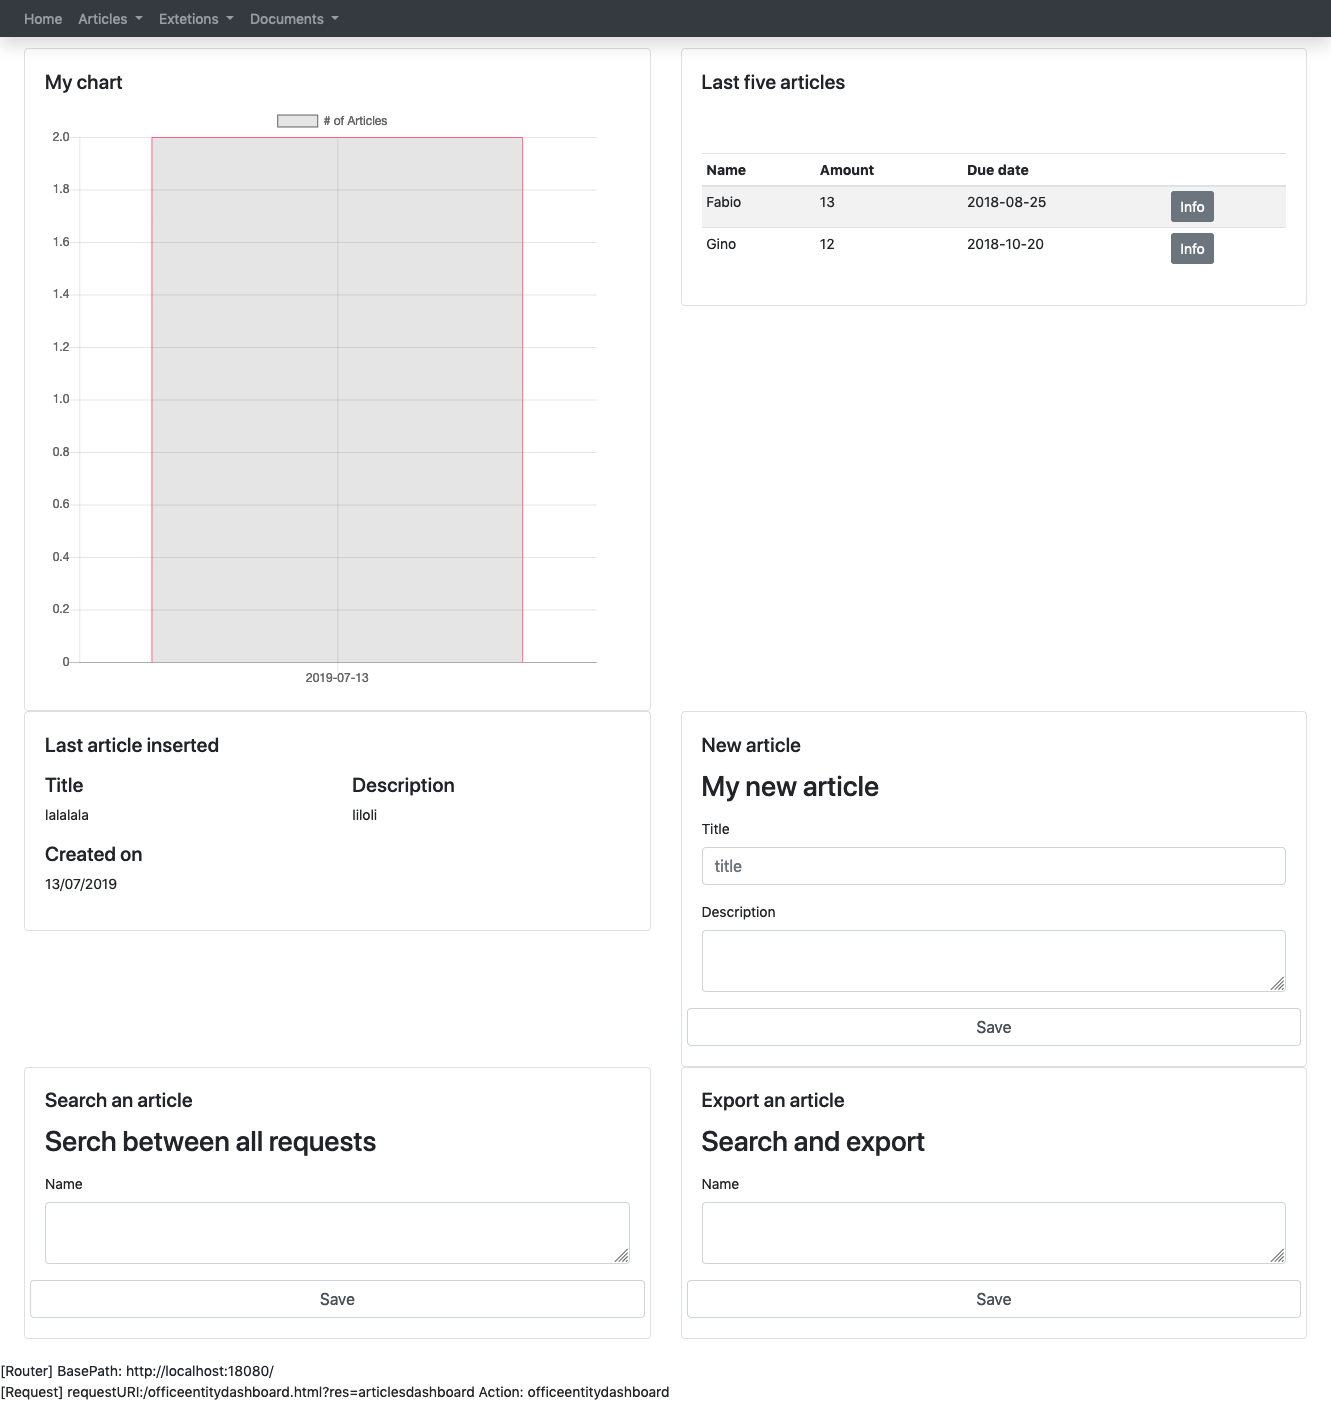 Home Articles Extetions Documents
My chart
# of Articles
2.0
1.8
1.6
1.4
1.2
1.0
0.8
0.6
0.4
0.2
0
2019-07-13
Last five articles
Name Amount Due date
Fabio 13 2018-08-25 Info
Gino 12 2018-10-20 Info
Last article inserted
Title Description
lalalala liloli
Created on
13/07/2019
New article
My new article
Title
title
Description
Save
Search an article
Serch between all requests
Name
Save
Export an article
Search and export
Name
Save
[Router] BasePath: http://localhost:18080/
[Request] requestURI:/officeentitydashboard.html?res=articlesdashboard Action: officeentitydashboard